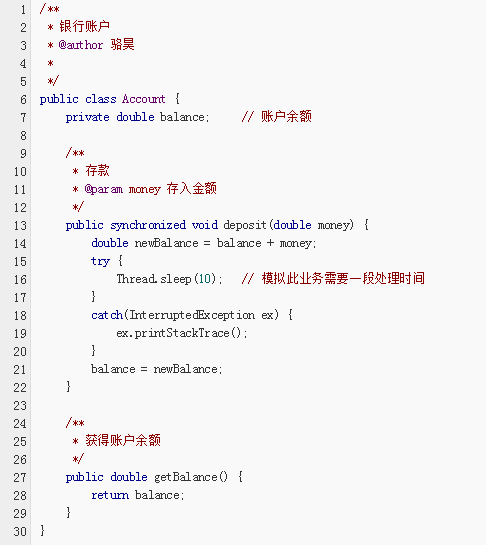 1 /**
2  * 银行账户
3  * @author 骆昊
4  *
5  */
6 public class Account {
7     private double balance;     // 账户余额
8
9     /**
10      * 存款
11      * @param money 存入金额
12      */
13     public synchronized void deposit(double money) {
14         double newBalance = balance + money;
15         try {
16             Thread.sleep(10);   // 模拟此业务需要一段处理时间
17         }
18         catch(InterruptedException ex) {
19             ex.printStackTrace();
20         }
21         balance = newBalance;
22     }
23
24     /**
25      * 获得账户余额
26      */
27     public double getBalance() {
28         return balance;
29     }
30 }